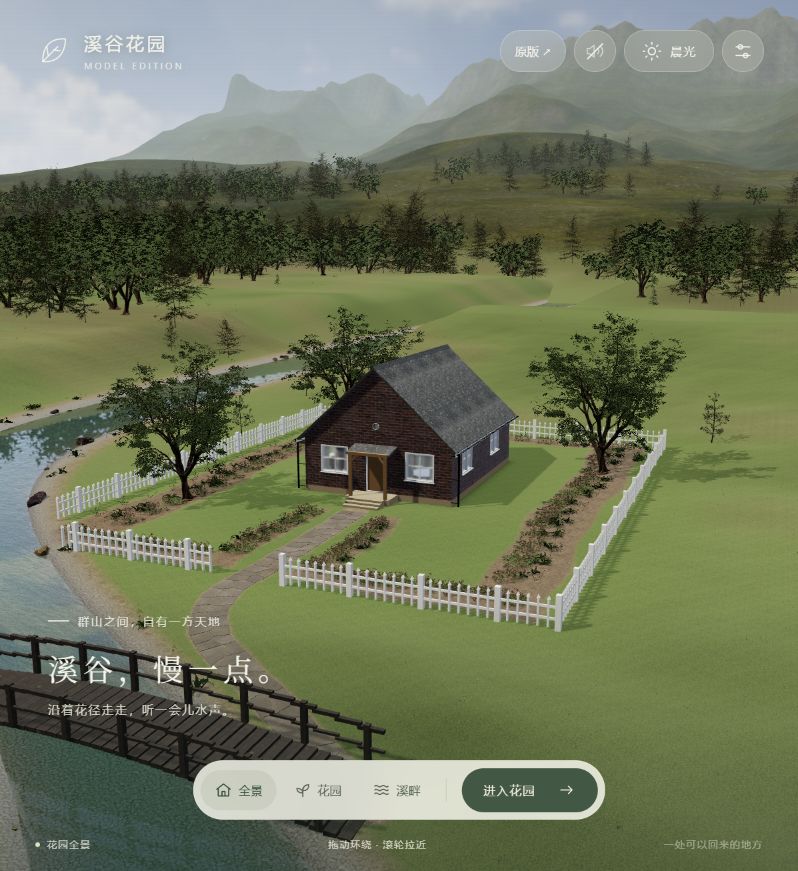 溪谷花园
MODEL EDITION
原版 ↗
晨光
群山之间，自有一方天地
溪谷，慢一点。
沿着花径走走，听一会儿水声。
全景
花园
溪畔
进入花园 →
花园全景
拖动环绕 · 滚轮拉近
一处可以回来的地方